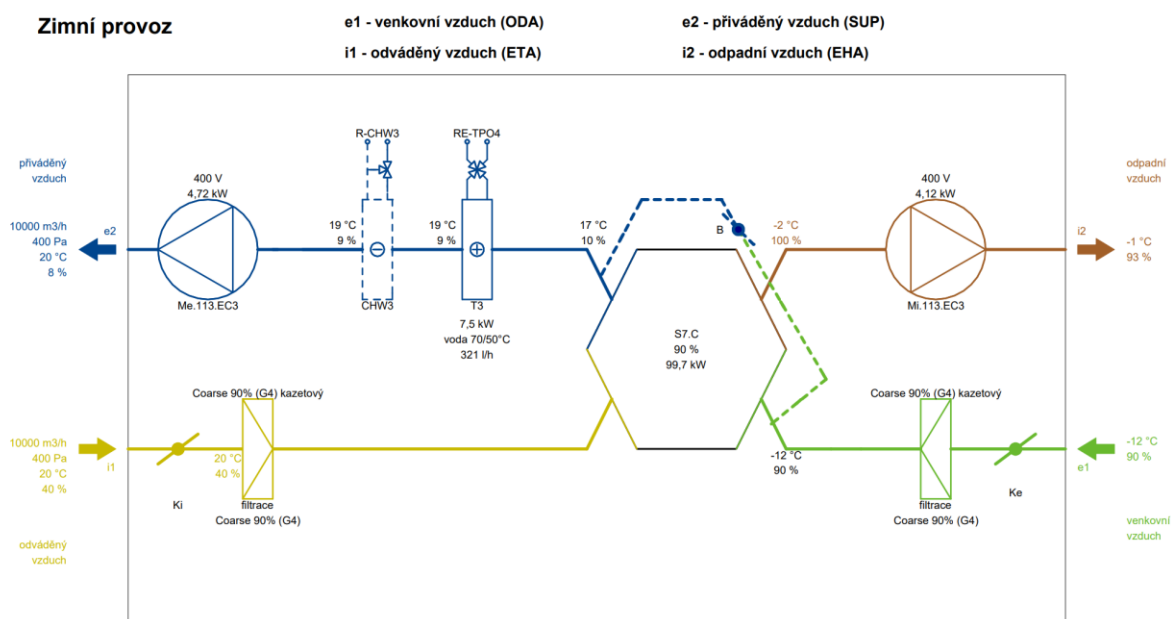 Zimní provoz
e1 - venkovní vzduch (ODA)
e2 - přiváděný vzduch (SUP)
i1 - odváděný vzduch (ETA)
i2 - odpadní vzduch (EHA)
R-CHW3
RE-TPO4
přiváděný
vzduch
400 V
4,72 kW
400 V
4,12 kW
odpadní
vzduch
10000 m3/h
400 Pa
20 °C
8 %
e2
19 °C
9 %
19 °C
9 %
17 °C
10 %
B
-2 °C
100 %
i2
-1 °C
93 %
Me.113.EC3
CHW3
T3
7,5 kW
voda 70/50°C
321 l/h
Mi.113.EC3
S7.C
90 %
99,7 kW
Coarse 90% (G4) kazetový
Coarse 90% (G4) kazetový
10000 m3/h
400 Pa
20 °C
40 %
i1
20 °C
40 %
-12 °C
90 %
-12 °C
90 %
e1
Ki
filtrace
Coarse 90% (G4)
filtrace
Coarse 90% (G4)
Ke
odváděný
vzduch
venkovní
vzduch